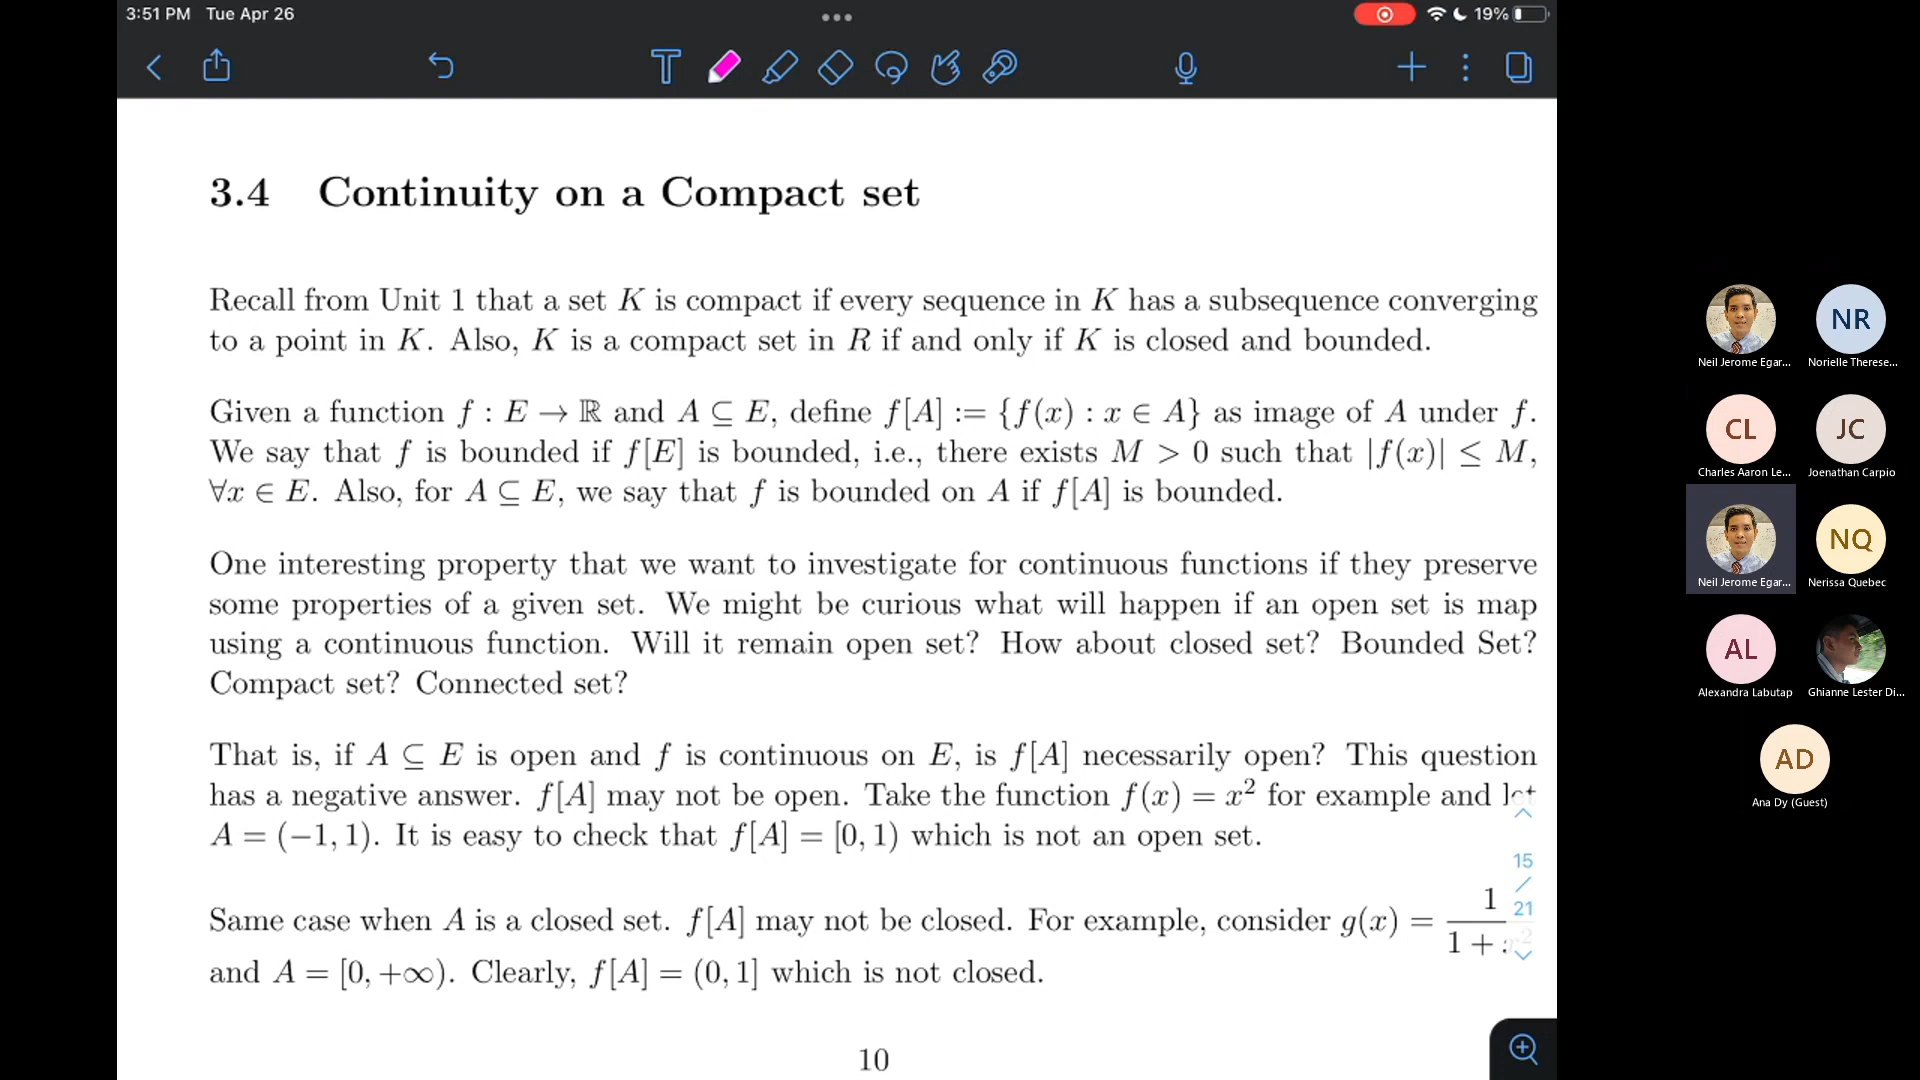 3:51 PM Tue Apr 26
19%
3.4 Continuity on a Compact set
Recall from Unit 1 that a set K is compact if every sequence in K has a subsequence converging
to a point in K. Also, K is a compact set in R if and only if K is closed and bounded.
Given a function f : E → ℝ and A ⊆ E, define f[A] := {f(x) : x ∈ A} as image of A under f.
We say that f is bounded if f[E] is bounded, i.e., there exists M > 0 such that |f(x)| ≤ M,
∀x ∈ E. Also, for A ⊆ E, we say that f is bounded on A if f[A] is bounded.
One interesting property that we want to investigate for continuous functions if they preserve
some properties of a given set. We might be curious what will happen if an open set is map
using a continuous function. Will it remain open set? How about closed set? Bounded Set?
Compact set? Connected set?
That is, if A ⊆ E is open and f is continuous on E, is f[A] necessarily open? This question
has a negative answer. f[A] may not be open. Take the function f(x) = x² for example and let
A = (−1, 1). It is easy to check that f[A] = [0, 1) which is not an open set.
Same case when A is a closed set. f[A] may not be closed. For example, consider g(x) = 1/(1 + x²)
and A = [0, +∞). Clearly, f[A] = (0, 1] which is not closed.
10
15
/
21
Neil Jerome Egar...
NR
Norielle Therese...
CL
Charles Aaron Le...
JC
Joenathan Carpio
Neil Jerome Egar...
NQ
Nerissa Quebec
AL
Alexandra Labutap
Ghianne Lester Di...
AD
Ana Dy (Guest)